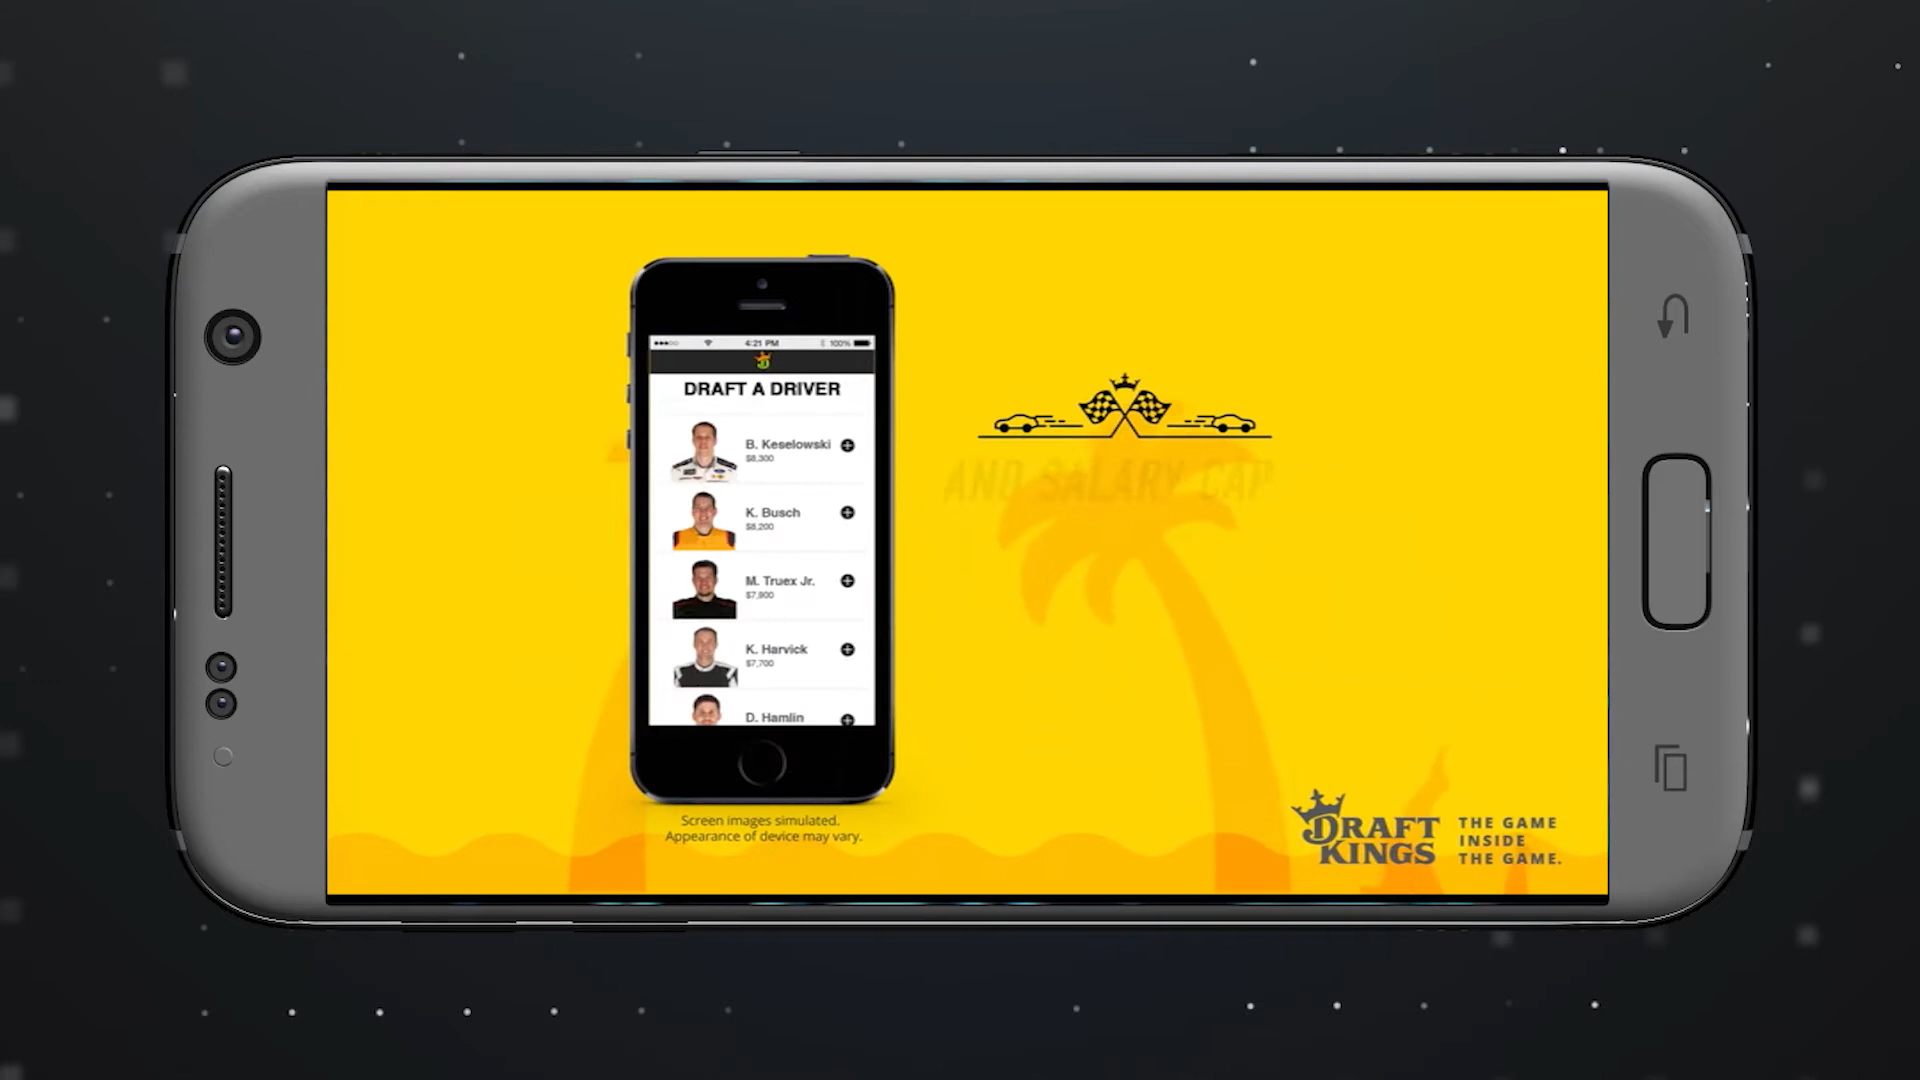 4:21 PM
100%
DRAFT A DRIVER
B. Keselowski
$8,300
K. Busch
$8,200
M. Truex Jr.
$7,900
K. Harvick
$7,700
D. Hamlin
AND SALARY CAP
Screen images simulated.
Appearance of device may vary.
DRAFT
KINGS
THE GAME
INSIDE
THE GAME.